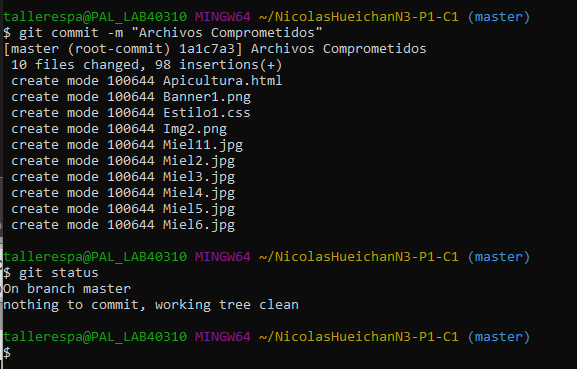 tallerespa@PAL_LAB40310 MINGW64 ~/NicolasHueichanN3-P1-C1 (master)
$ git commit -m "Archivos Comprometidos"
[master (root-commit) 1a1c7a3] Archivos Comprometidos
 10 files changed, 98 insertions(+)
 create mode 100644 Apicultura.html
 create mode 100644 Banner1.png
 create mode 100644 Estilo1.css
 create mode 100644 Img2.png
 create mode 100644 Miel11.jpg
 create mode 100644 Miel2.jpg
 create mode 100644 Miel3.jpg
 create mode 100644 Miel4.jpg
 create mode 100644 Miel5.jpg
 create mode 100644 Miel6.jpg
tallerespa@PAL_LAB40310 MINGW64 ~/NicolasHueichanN3-P1-C1 (master)
$ git status
On branch master
nothing to commit, working tree clean
tallerespa@PAL_LAB40310 MINGW64 ~/NicolasHueichanN3-P1-C1 (master)
$